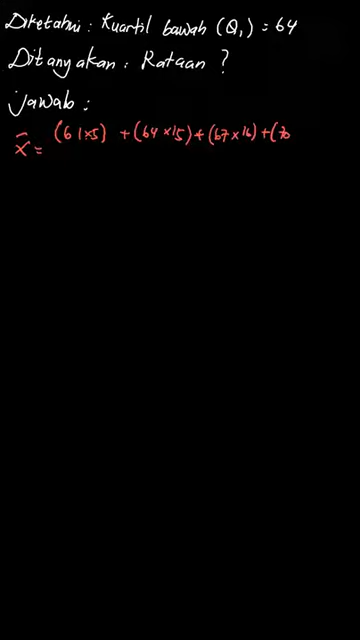 Diketahui : Kuartil bawah (Q₁) = 64
Ditanyakan : Rataan ?
Jawab :
x̄ = (61×5) + (64×15) + (67×16) + (70